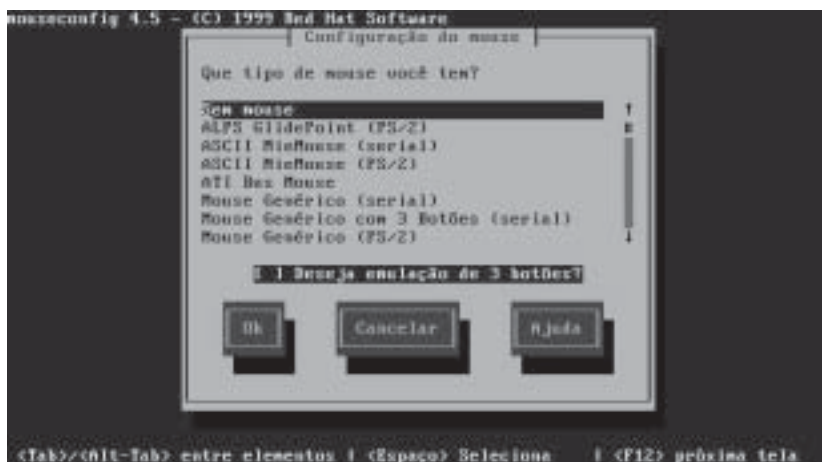 mouseconfig 4.5 - (C) 1999 Red Hat Software
Configuração do mouse
Que tipo de mouse você tem?
Sem mouse
ALPS GlidePoint (PS/2)
ASCII MieMouse (serial)
ASCII MieMouse (PS/2)
ATI Bus Mouse
Mouse Genérico (serial)
Mouse Genérico com 3 Botões (serial)
Mouse Genérico (PS/2)
[ ] Deseja emulação de 3 botões?
Ok Cancelar Ajuda
<Tab>/<Alt-Tab> entre elementos | <Espaço> Seleciona | <F12> próxima tela